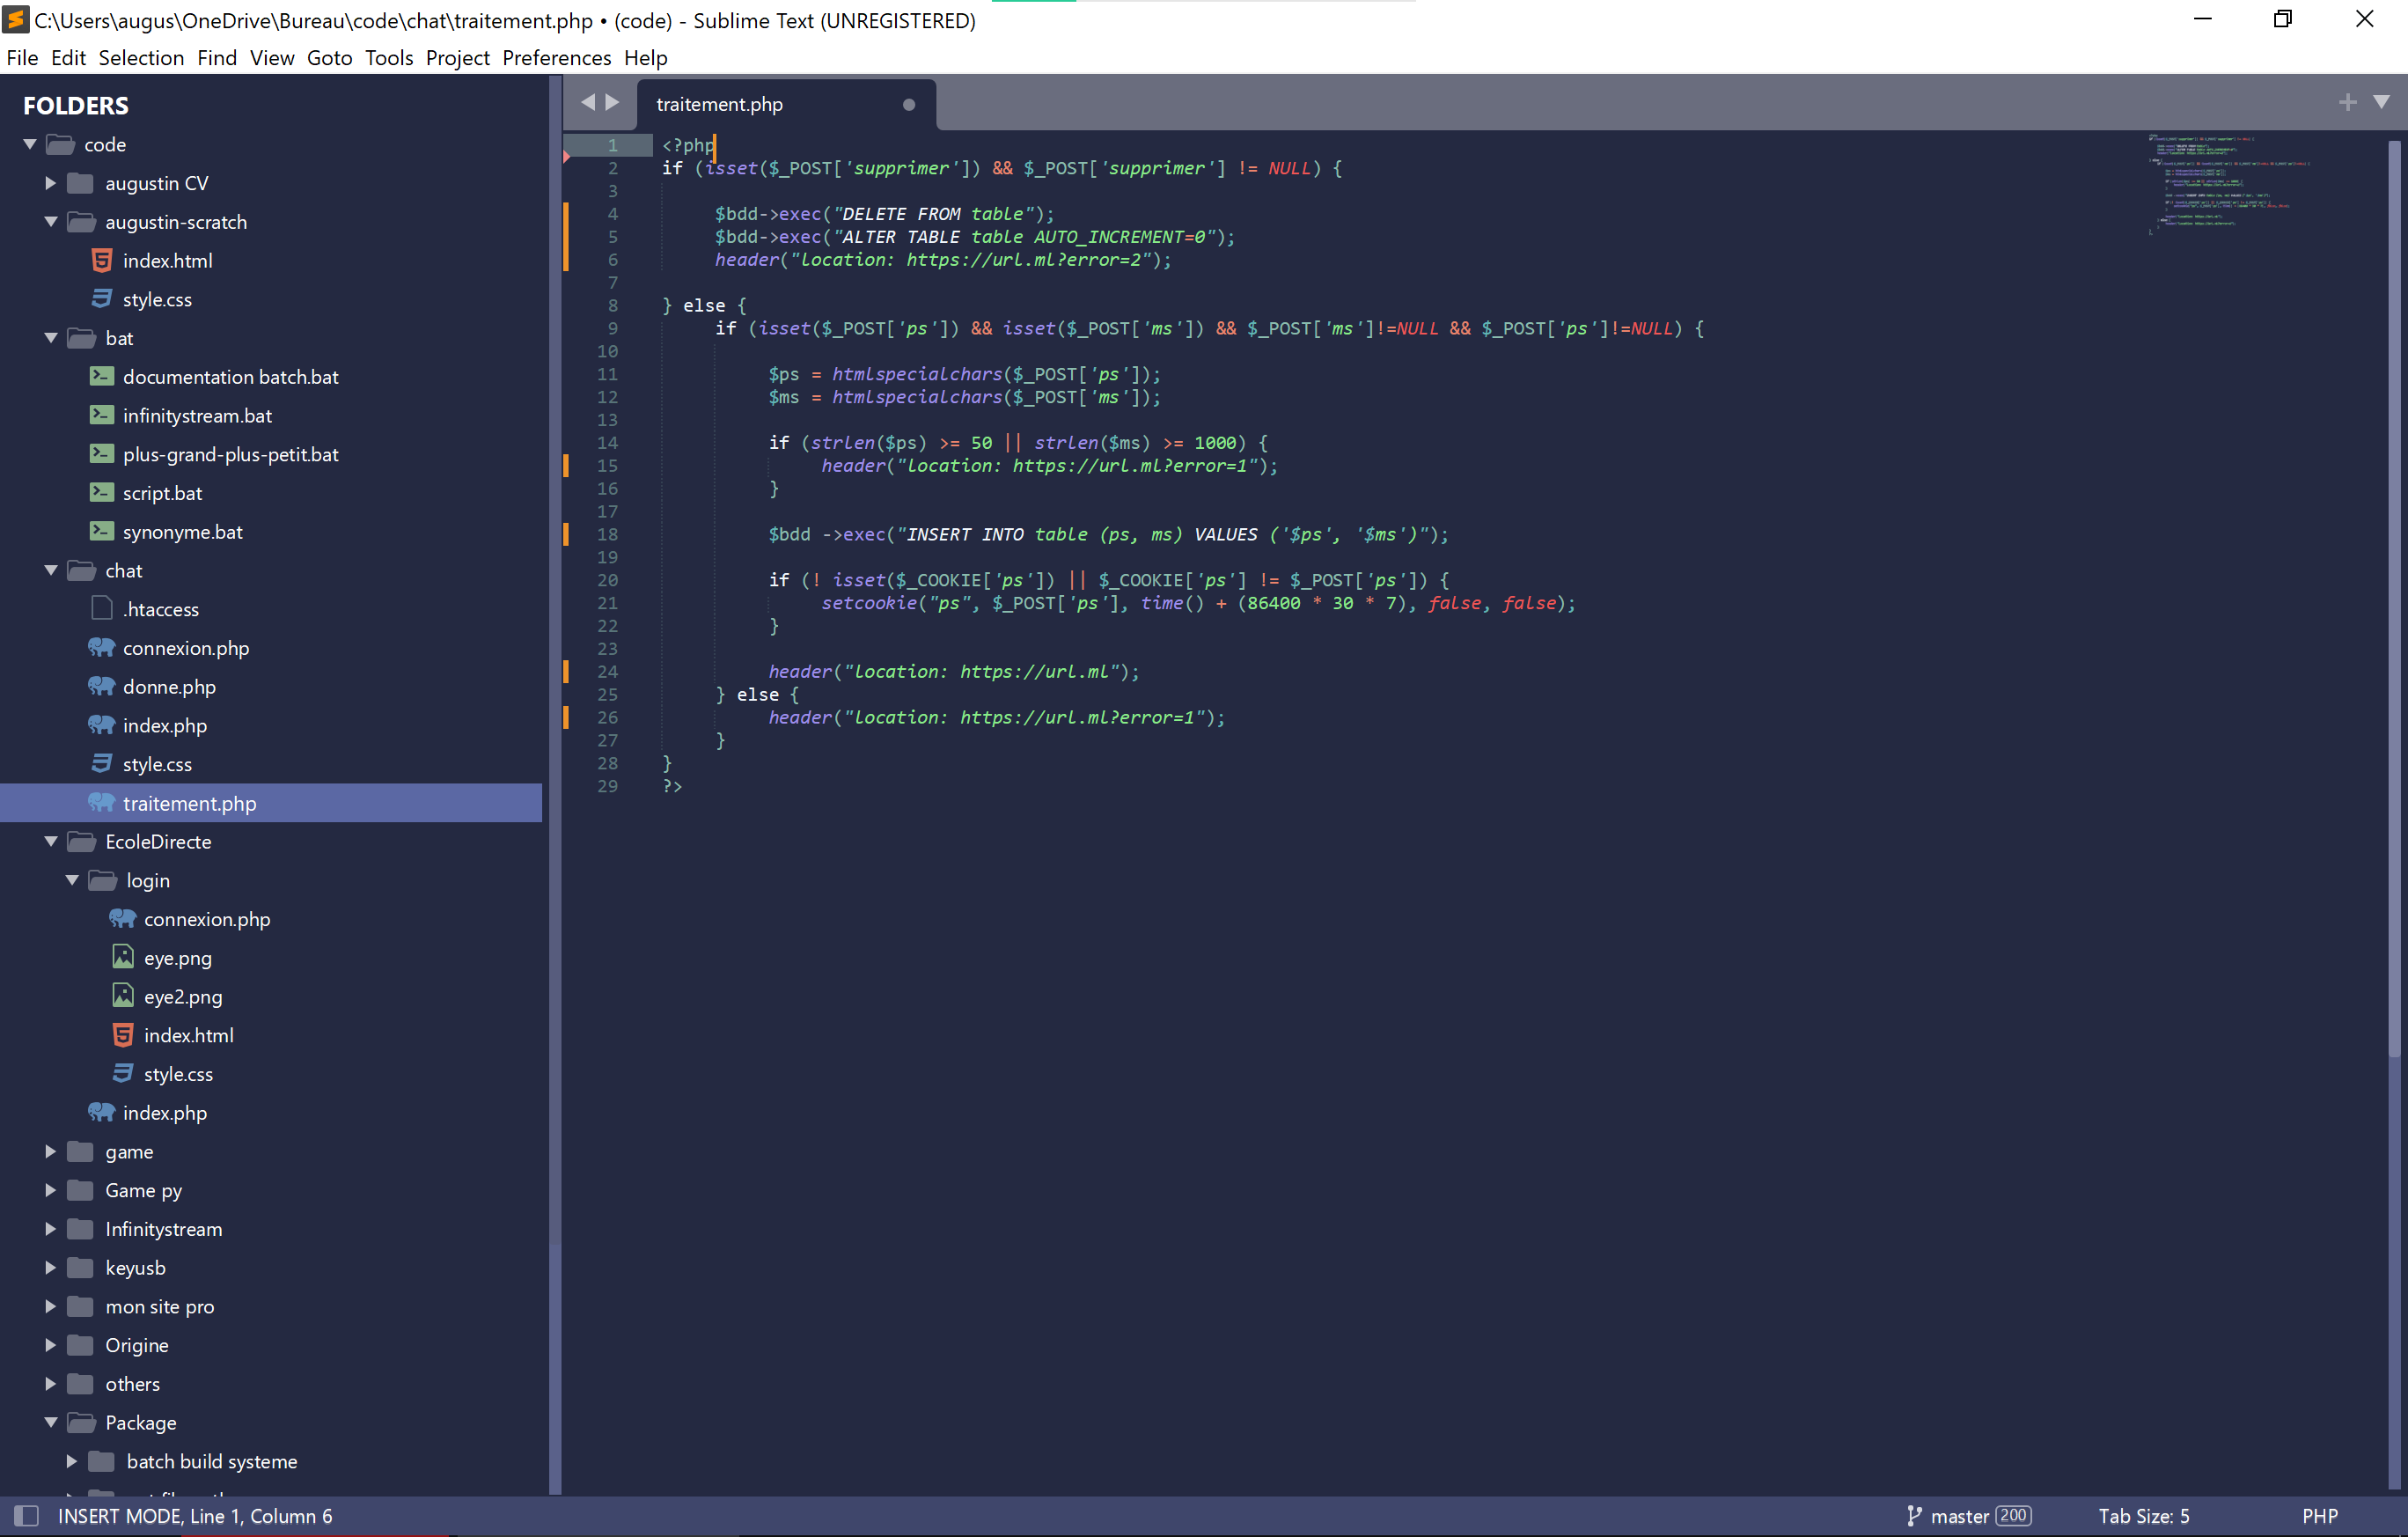 C:\Users\augus\OneDrive\Bureau\code\chat\traitement.php • (code) - Sublime Text (UNREGISTERED)
File Edit Selection Find View Goto Tools Project Preferences Help
FOLDERS
code
augustin CV
augustin-scratch
index.html
style.css
bat
documentation batch.bat
infinitystream.bat
plus-grand-plus-petit.bat
script.bat
synonyme.bat
chat
.htaccess
connexion.php
donne.php
index.php
style.css
traitement.php
EcoleDirecte
login
connexion.php
eye.png
eye2.png
index.html
style.css
index.php
game
Game py
Infinitystream
keyusb
mon site pro
Origine
others
Package
batch build systeme
traitement.php
1 <?php
2 if (isset($_POST['supprimer']) && $_POST['supprimer'] != NULL) {
3
4 $bdd->exec("DELETE FROM table");
5 $bdd->exec("ALTER TABLE table AUTO_INCREMENT=0");
6 header("location: https://url.ml?error=2");
7
8 } else {
9 if (isset($_POST['ps']) && isset($_POST['ms']) && $_POST['ms']!=NULL && $_POST['ps']!=NULL) {
10
11 $ps = htmlspecialchars($_POST['ps']);
12 $ms = htmlspecialchars($_POST['ms']);
13
14 if (strlen($ps) >= 50 || strlen($ms) >= 1000) {
15 header("location: https://url.ml?error=1");
16 }
17
18 $bdd ->exec("INSERT INTO table (ps, ms) VALUES ('$ps', '$ms')");
19
20 if (! isset($_COOKIE['ps']) || $_COOKIE['ps'] != $_POST['ps']) {
21 setcookie("ps", $_POST['ps'], time() + (86400 * 30 * 7), false, false);
22 }
23
24 header("location: https://url.ml");
25 } else {
26 header("location: https://url.ml?error=1");
27 }
28 }
29 ?>
INSERT MODE, Line 1, Column 6
master 200
Tab Size: 5
PHP